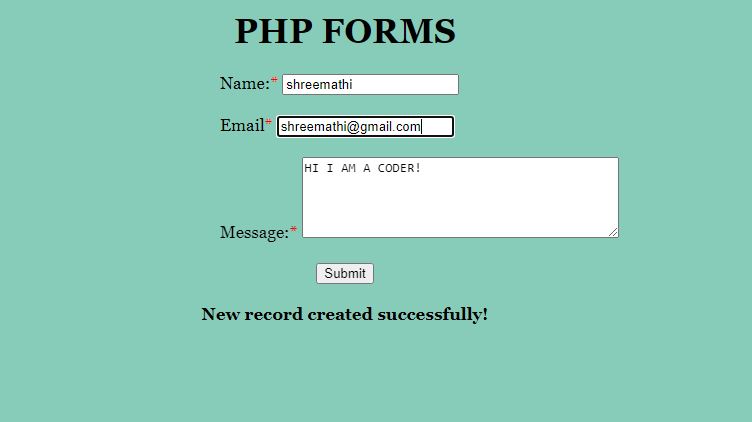 PHP FORMS
Name:* shreemathi
Email* shreemathi@gmail.com
HI I AM A CODER!
Message:*
Submit
New record created successfully!